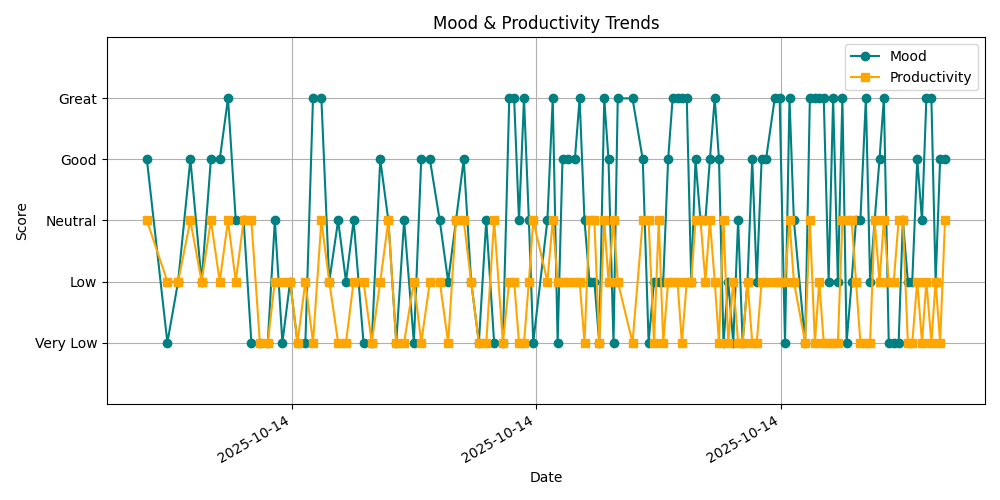 Mood & Productivity Trends
Great
Good
Neutral
Low
Very Low
Score
Mood
Productivity
2025-10-14
2025-10-14
2025-10-14
Date